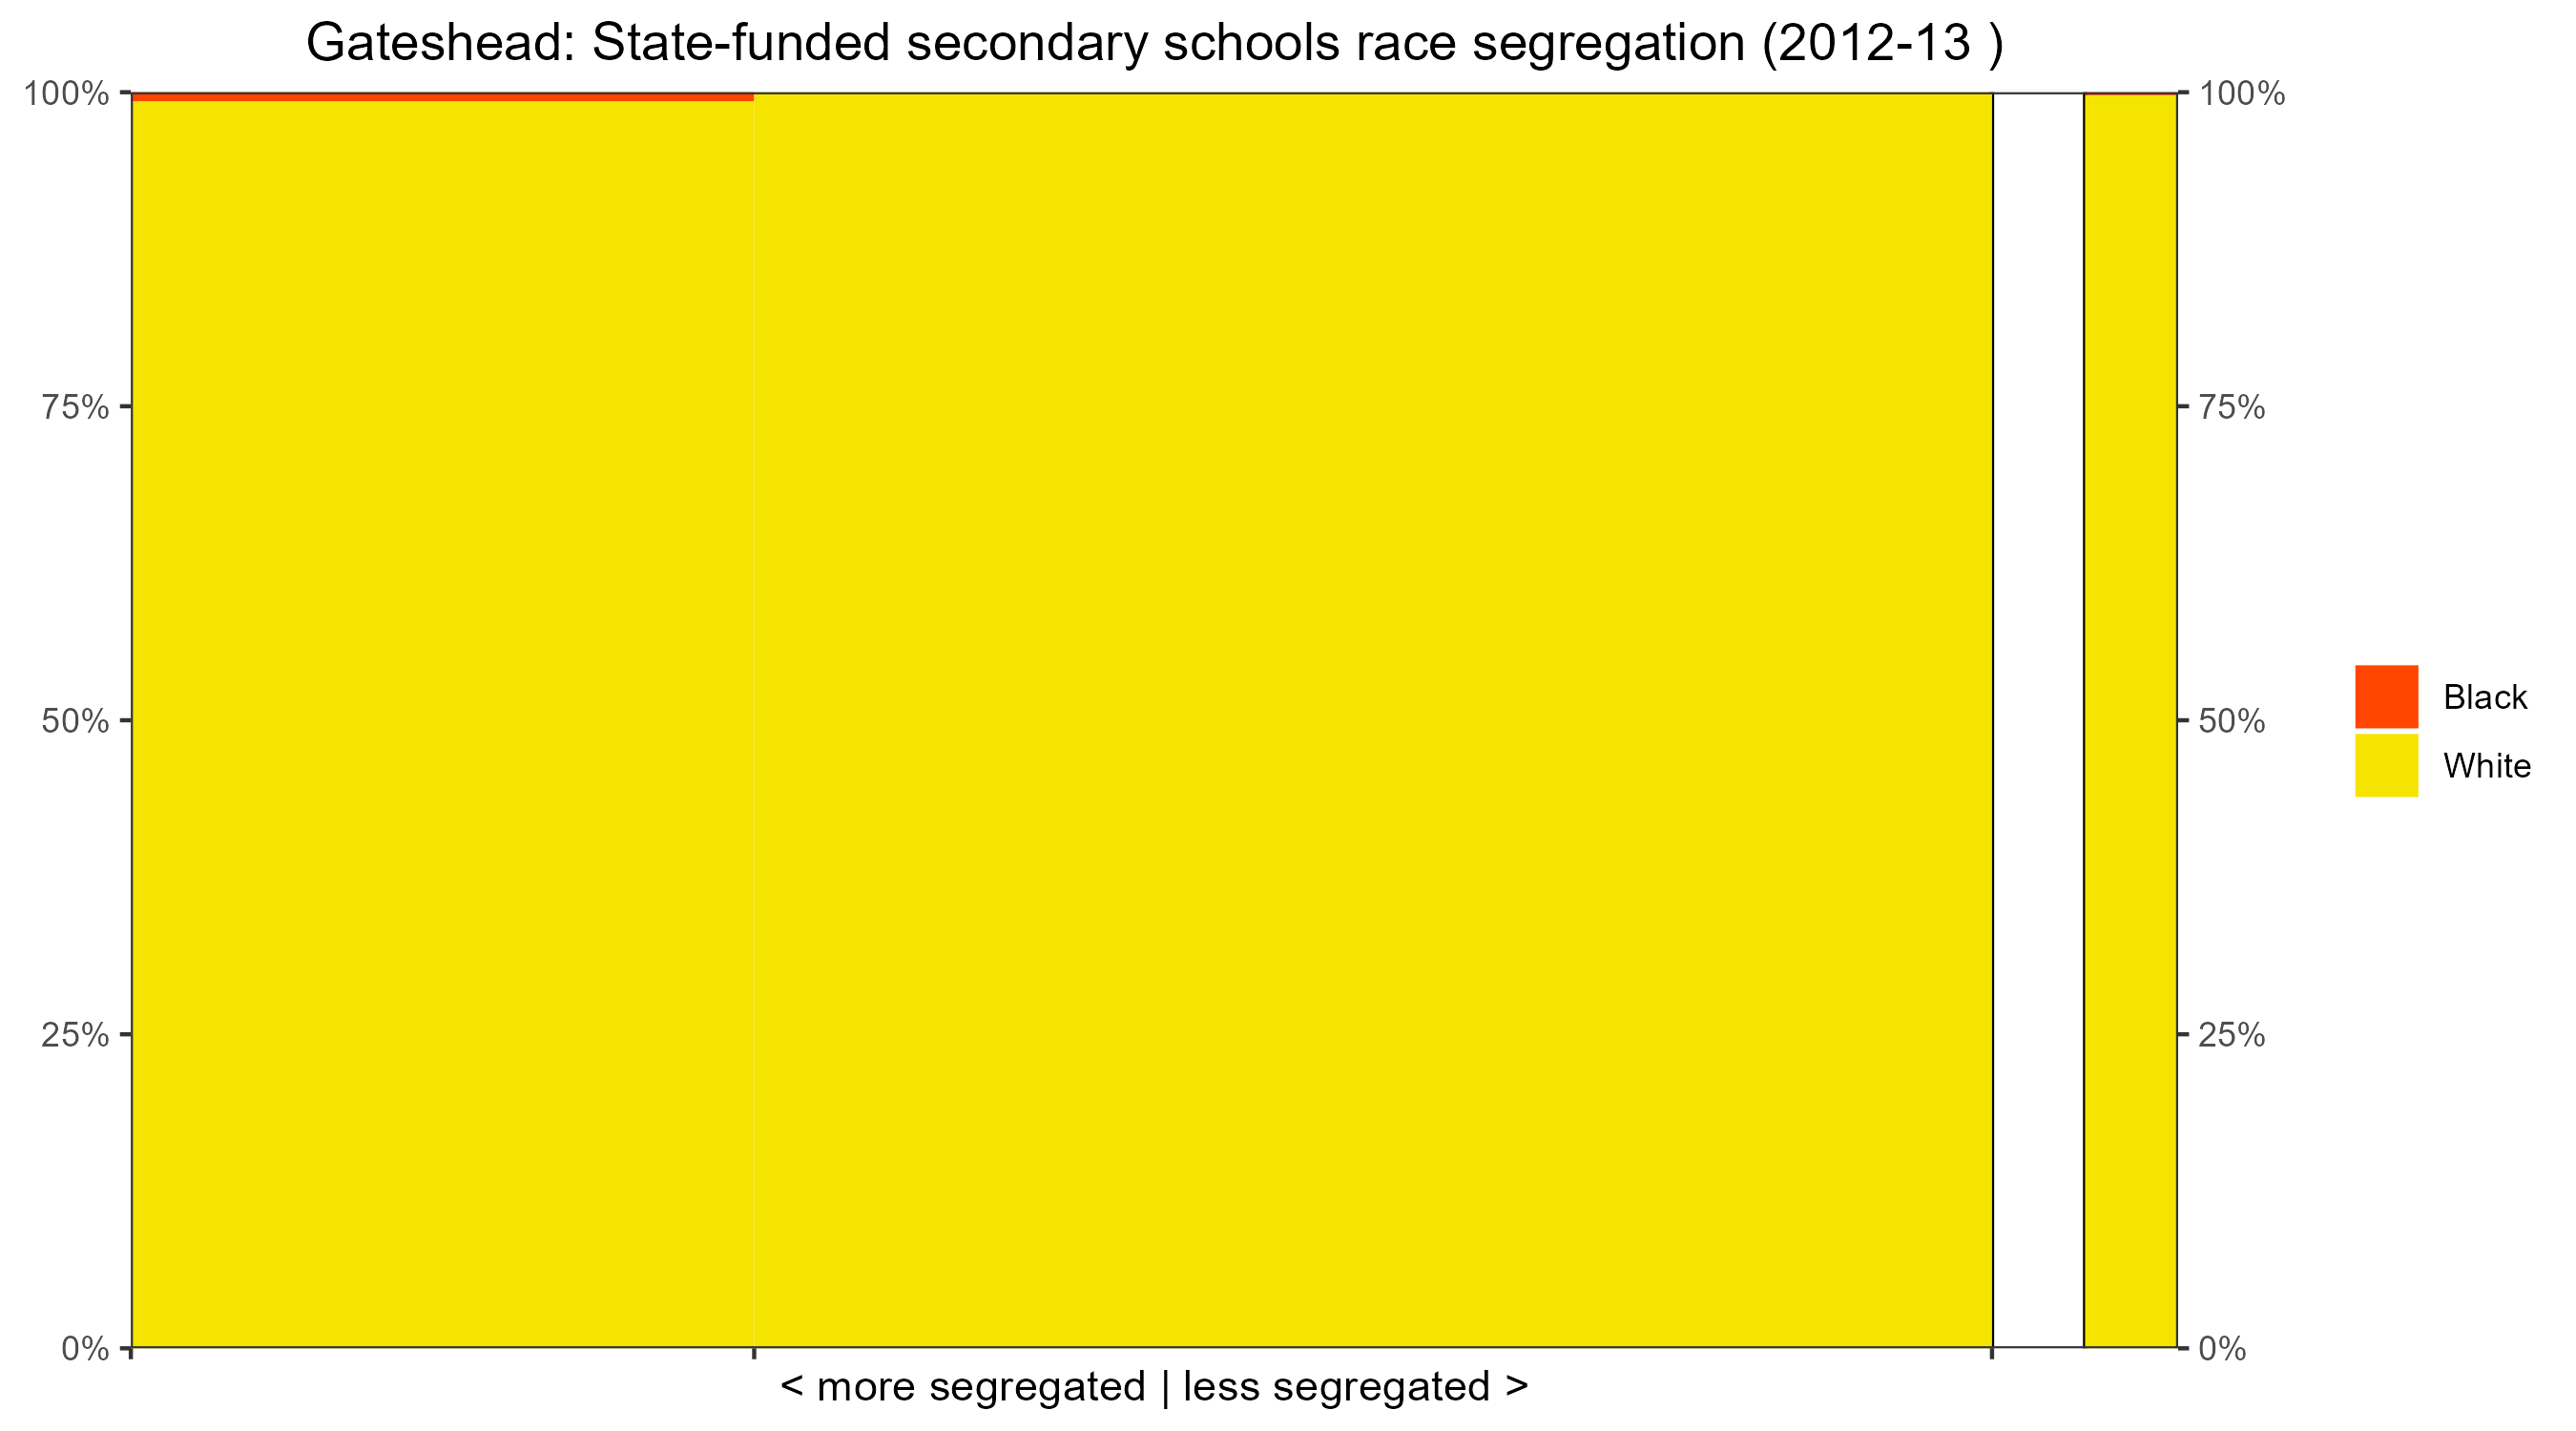 Gateshead: State-funded secondary schools race segregation (2012-13 )
100%
75%
50%
25%
0%
100%
75%
50%
25%
0%
Black
White
< more segregated | less segregated >